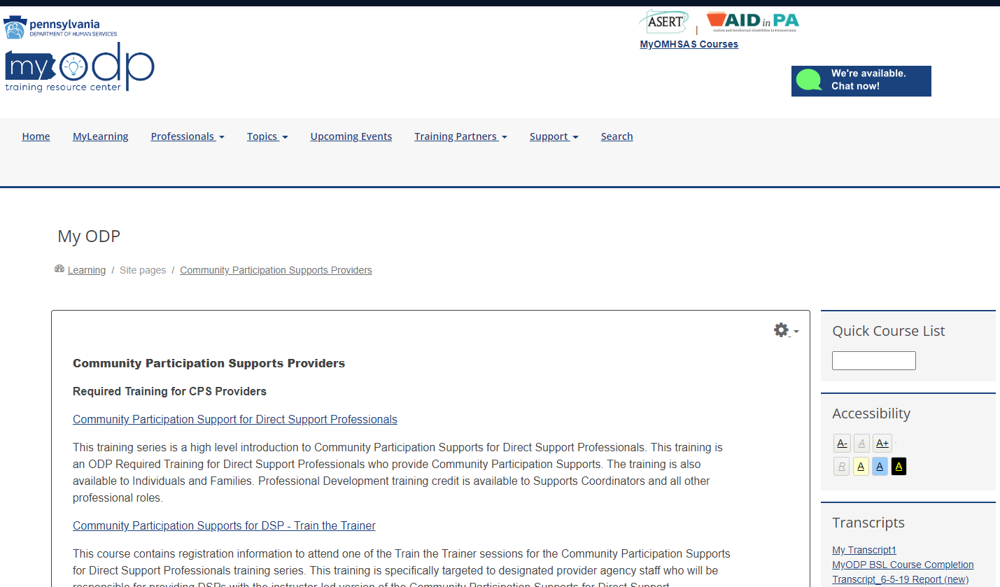 pennsylvania
DEPARTMENT OF HUMAN SERVICES
my odp
training resource center
ASERT
|
AID in PA
Autism and Intellectual Disabilities in Pennsylvania
MyOMHSAS Courses
We're available.
Chat now!
Home
MyLearning
Professionals
Topics
Upcoming Events
Training Partners
Support
Search
My ODP
Learning / Site pages / Community Participation Supports Providers
Community Participation Supports Providers
Required Training for CPS Providers
Community Participation Support for Direct Support Professionals
This training series is a high level introduction to Community Participation Supports for Direct Support Professionals. This training is
an ODP Required Training for Direct Support Professionals who provide Community Participation Supports. The training is also
available to Individuals and Families. Professional Development training credit is available to Supports Coordinators and all other
professional roles.
Community Participation Supports for DSP - Train the Trainer
This course contains registration information to attend one of the Train the Trainer sessions for the Community Participation Supports
for Direct Support Professionals training series. This training is specifically targeted to designated provider agency staff who will be
responsible for providing DSPs with the instructor-led version of the Community Participation Supports for Direct Support
Quick Course List
Accessibility
A- A A+
R A A A
Transcripts
My Transcript1
MyODP BSL Course Completion
Transcript_6-5-19 Report (new)